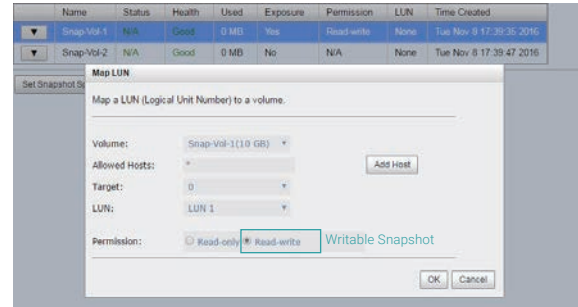 Name Status Health Used Exposure Permission LUN Time Created
▼ Snap-Vol-1 N/A Good 0 MB Yes Read-write None Tue Nov 8 17:39:35 2016
▼ Snap-Vol-2 N/A Good 0 MB No N/A None Tue Nov 8 17:39:47 2016
Set Snapshot Sp
Map LUN
Map a LUN (Logical Unit Number) to a volume.
Volume: Snap-Vol-1(10 GB)
Allowed Hosts: * Add Host
Target: 0
LUN: LUN 1
Permission: Read-only Read-write Writable Snapshot
OK Cancel